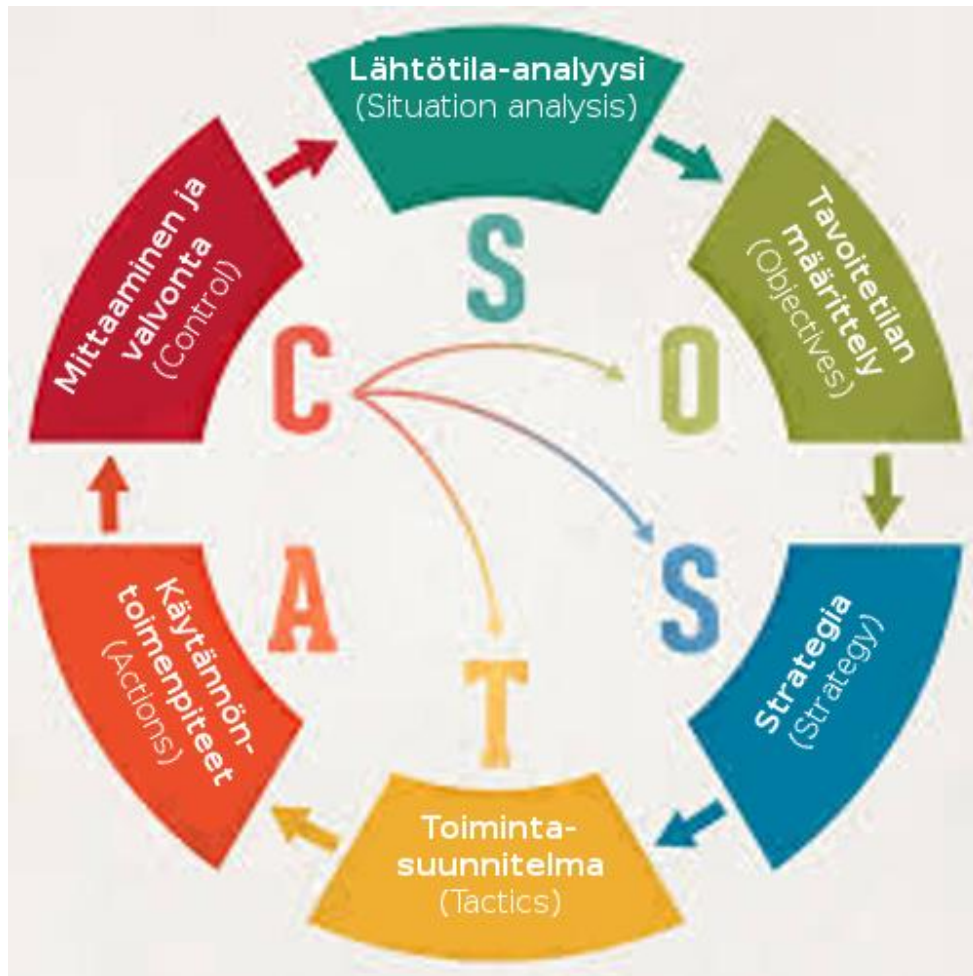 Lähtötila-analyysi
(Situation analysis)
Tavoitetilan
määrittely
(Objectives)
Strategia
(Strategy)
Toiminta-
suunnitelma
(Tactics)
Käytännön-
toimenpiteet
(Actions)
Mittaaminen ja
valvonta
(Control)
S
O
S
T
A
C